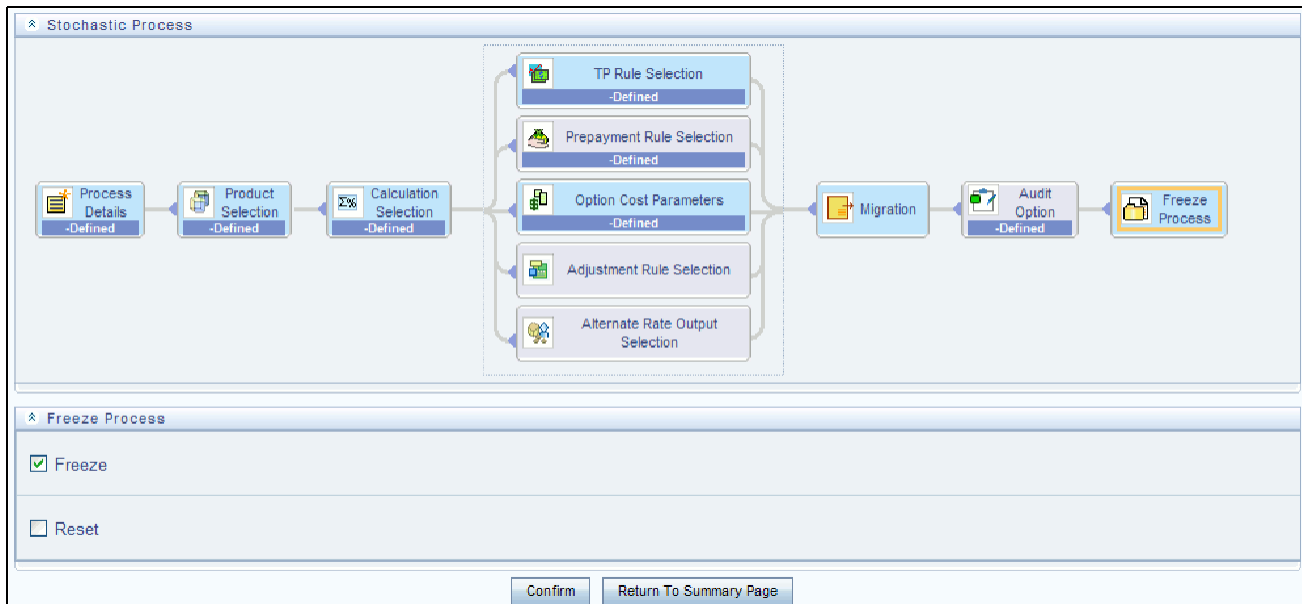 Stochastic Process
TP Rule Selection
-Defined
Prepayment Rule Selection
-Defined
Process
Details
-Defined
Product
Selection
-Defined
Σ%
Calculation
Selection
-Defined
Option Cost Parameters
-Defined
Adjustment Rule Selection
Alternate Rate Output
Selection
Migration
Audit
Option
-Defined
Freeze
Process
Freeze Process
Freeze
Reset
Confirm
Return To Summary Page